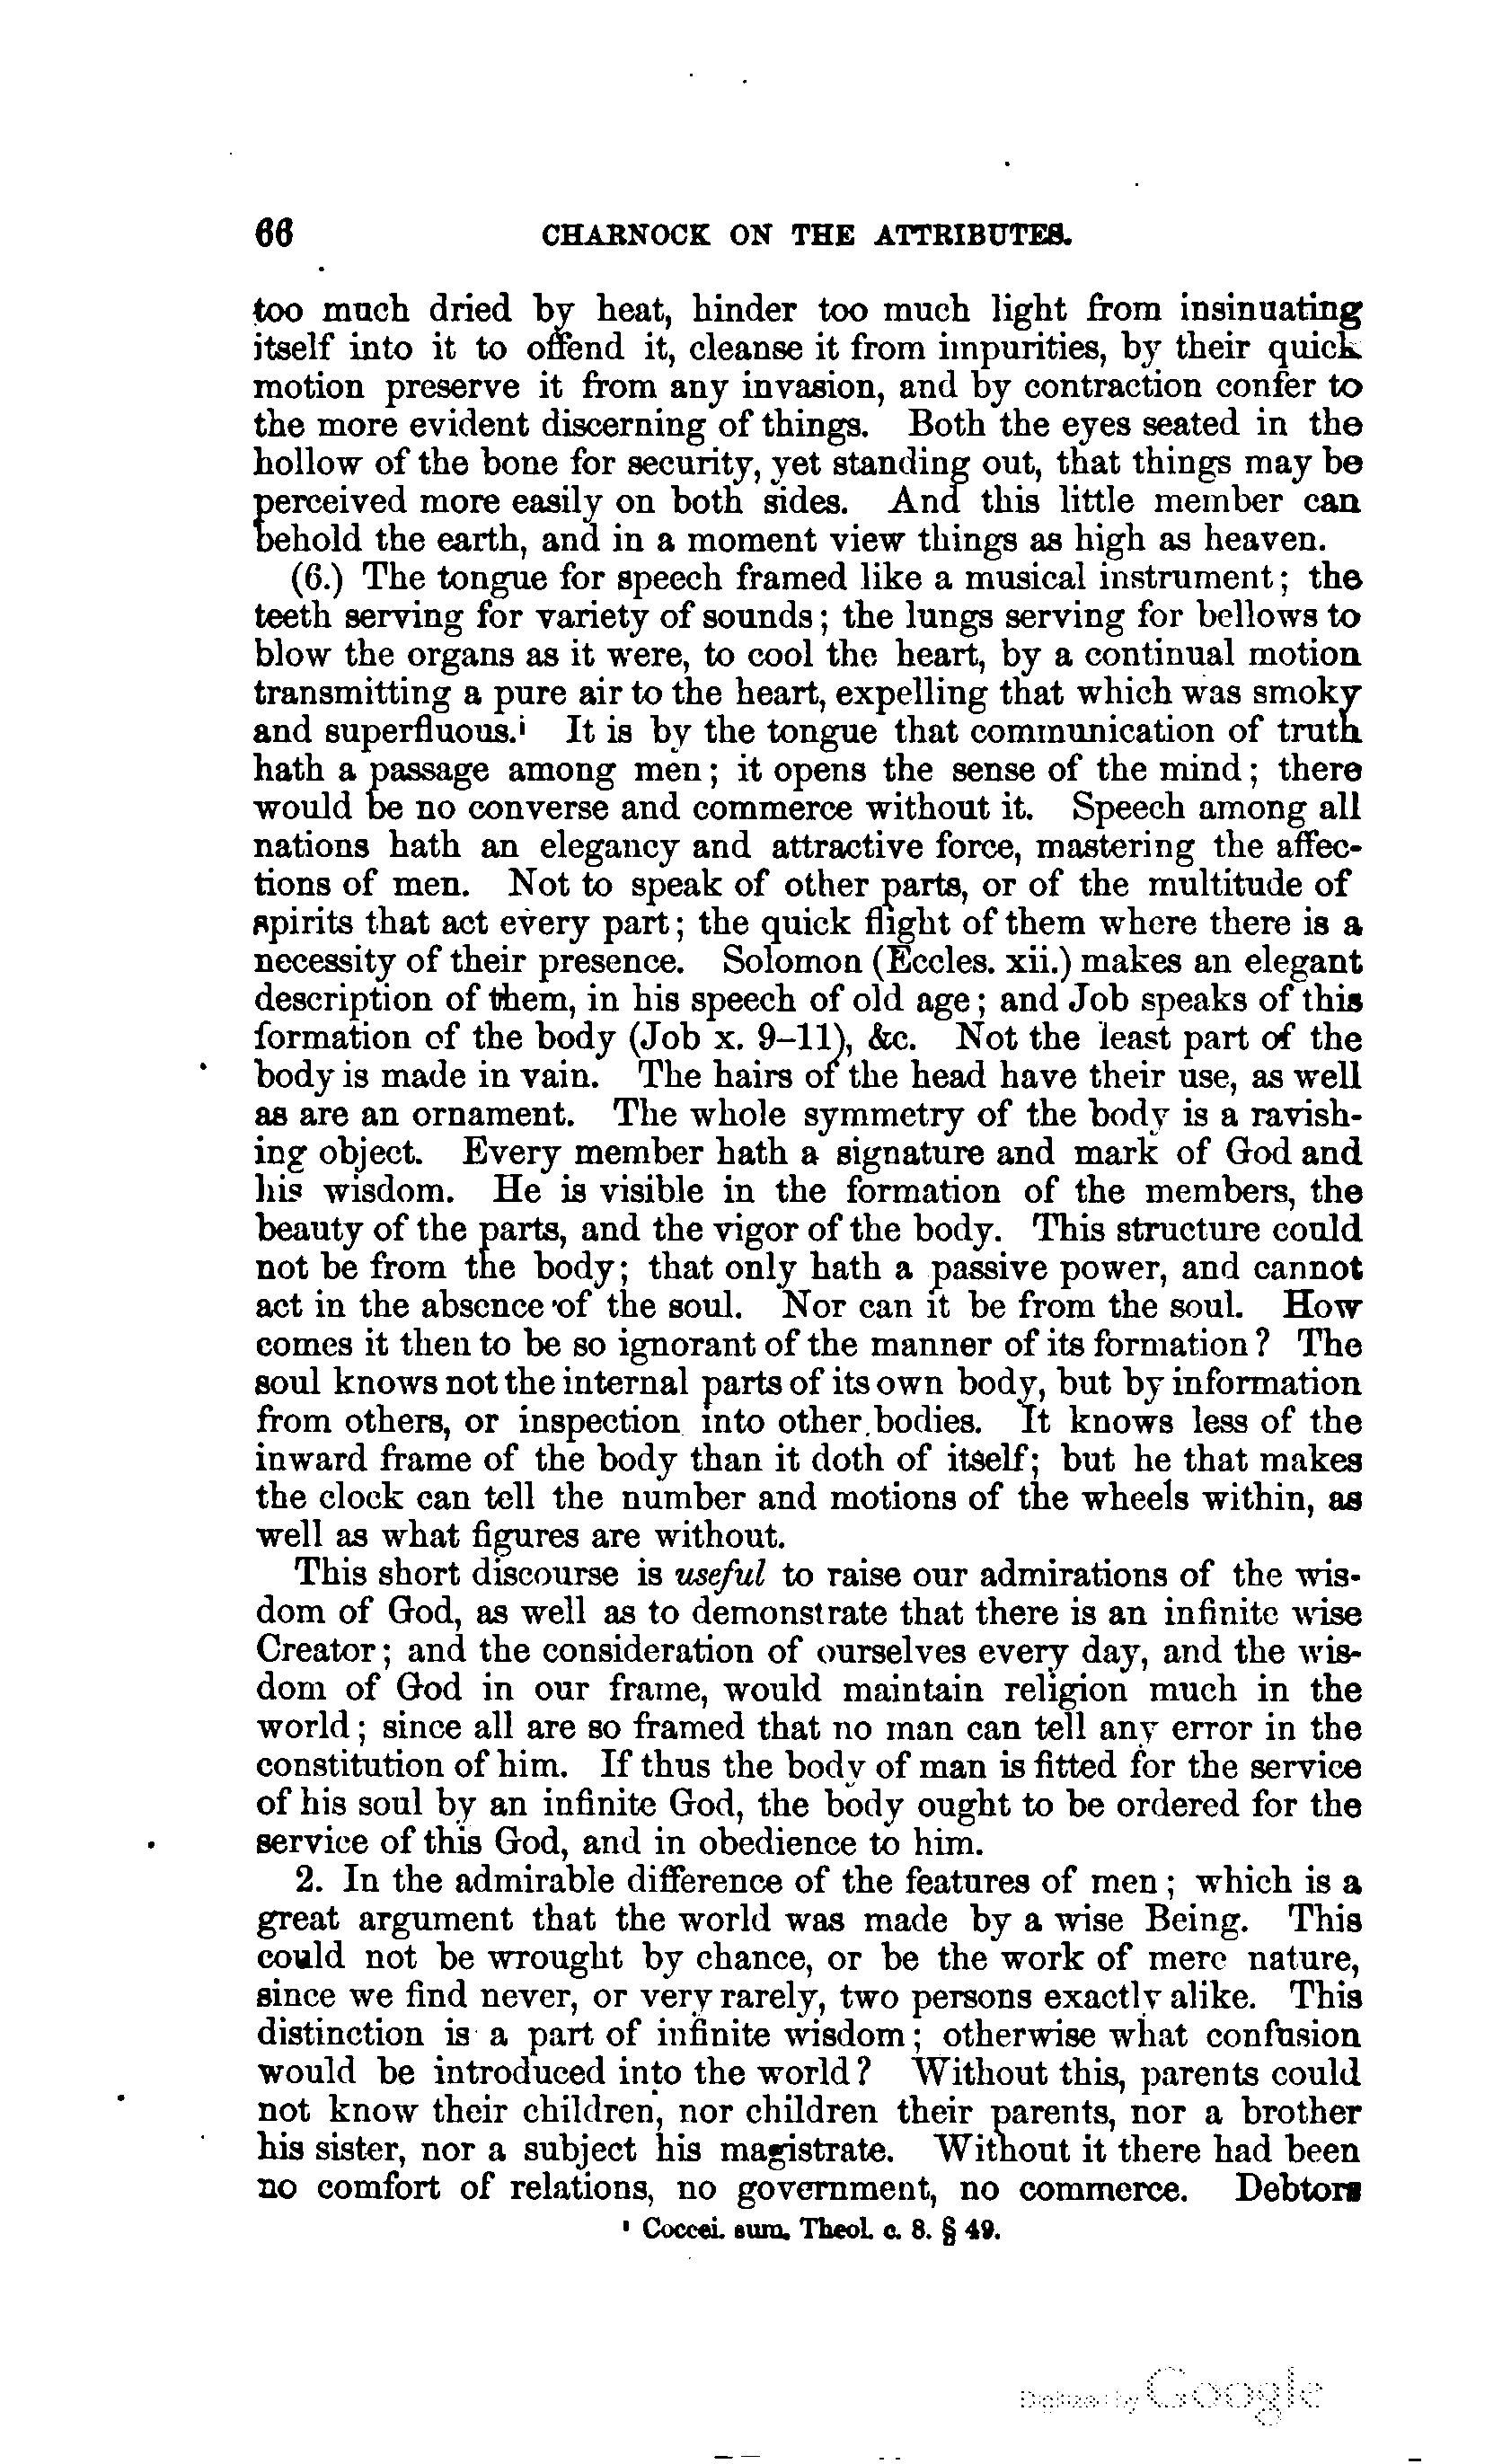 66 CHARNOCK ON THE ATTRIBUTES.
too much dried by heat, hinder too much light from insinuating
itself into it to offend it, cleanse it from impurities, by their quick
motion preserve it from any invasion, and by contraction confer to
the more evident discerning of things. Both the eyes seated in the
hollow of the bone for security, yet standing out, that things may be
perceived more easily on both sides. And this little member can
behold the earth, and in a moment view things as high as heaven.
(6.) The tongue for speech framed like a musical instrument; the
teeth serving for variety of sounds; the lungs serving for bellows to
blow the organs as it were, to cool the heart, by a continual motion
transmitting a pure air to the heart, expelling that which was smoky
and superfluous.i It is by the tongue that communication of truth
hath a passage among men; it opens the sense of the mind; there
would be no converse and commerce without it. Speech among all
nations hath an elegancy and attractive force, mastering the affec-
tions of men. Not to speak of other parts, or of the multitude of
spirits that act every part; the quick flight of them where there is a
necessity of their presence. Solomon (Eccles. xii.) makes an elegant
description of them, in his speech of old age; and Job speaks of this
formation of the body (Job x. 9–11), &c. Not the least part of the
body is made in vain. The hairs of the head have their use, as well
as are an ornament. The whole symmetry of the body is a ravish-
ing object. Every member hath a signature and mark of God and
his wisdom. He is visible in the formation of the members, the
beauty of the parts, and the vigor of the body. This structure could
not be from the body; that only hath a passive power, and cannot
act in the absence of the soul. Nor can it be from the soul. How
comes it then to be so ignorant of the manner of its formation? The
soul knows not the internal parts of its own body, but by information
from others, or inspection into other bodies. It knows less of the
inward frame of the body than it doth of itself; but he that makes
the clock can tell the number and motions of the wheels within, as
well as what figures are without.
This short discourse is useful to raise our admirations of the wis-
dom of God, as well as to demonstrate that there is an infinite wise
Creator; and the consideration of ourselves every day, and the wis-
dom of God in our frame, would maintain religion much in the
world; since all are so framed that no man can tell any error in the
constitution of him. If thus the body of man is fitted for the service
of his soul by an infinite God, the body ought to be ordered for the
service of this God, and in obedience to him.
2. In the admirable difference of the features of men; which is a
great argument that the world was made by a wise Being. This
could not be wrought by chance, or be the work of mere nature,
since we find never, or very rarely, two persons exactly alike. This
distinction is a part of infinite wisdom; otherwise what confusion
would be introduced into the world? Without this, parents could
not know their children, nor children their parents, nor a brother
his sister, nor a subject his magistrate. Without it there had been
no comfort of relations, no government, no commerce. Debtors
i Coccei. sum. Theol. c. 8. § 49.
Digitized by Google